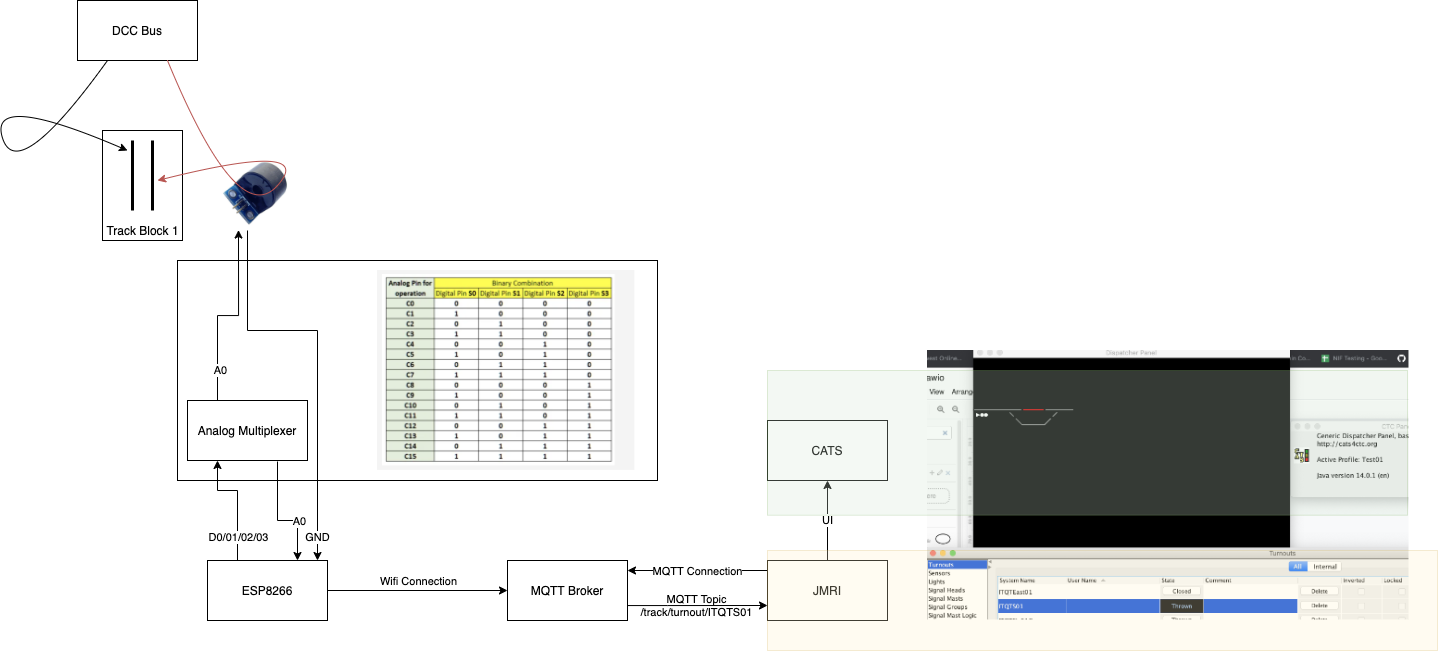 DCC Bus
Track Block 1
Analog Pin for operation Binary Combination
Digital Pin S0 Digital Pin S1 Digital Pin S2 Digital Pin S3
C0 0 0 0 0
C1 1 0 0 0
C2 0 1 0 0
C3 1 1 0 0
C4 0 0 1 0
C5 1 0 1 0
C6 0 1 1 0
C7 1 1 1 0
C8 0 0 0 1
C9 1 0 0 1
C10 0 1 0 1
C11 1 1 0 1
C12 0 0 1 1
C13 1 0 1 1
C14 0 1 1 1
C15 1 1 1 1
A0
Analog Multiplexer
A0
D0/01/02/03
GND
ESP8266
Wifi Connection
MQTT Broker
MQTT Connection
MQTT Topic
/track/turnout/ITQTS01
JMRI
UI
CATS
Dispatcher Panel
NIF Testing - Goo...
awio
View Arrang
CTC Pan
Generic Dispatcher Panel, bas
http://cats4ctc.org
Active Profile: Test01
Java version 14.0.1 (en)
Turnouts
All Internal
Turnouts
Sensors
Lights
Signal Heads
Signal Masts
Signal Groups
Signal Mast Logic
System Name User Name State Comment Inverted Locked
ITQTEast01 Closed Delete
ITQTS01 Thrown Delete